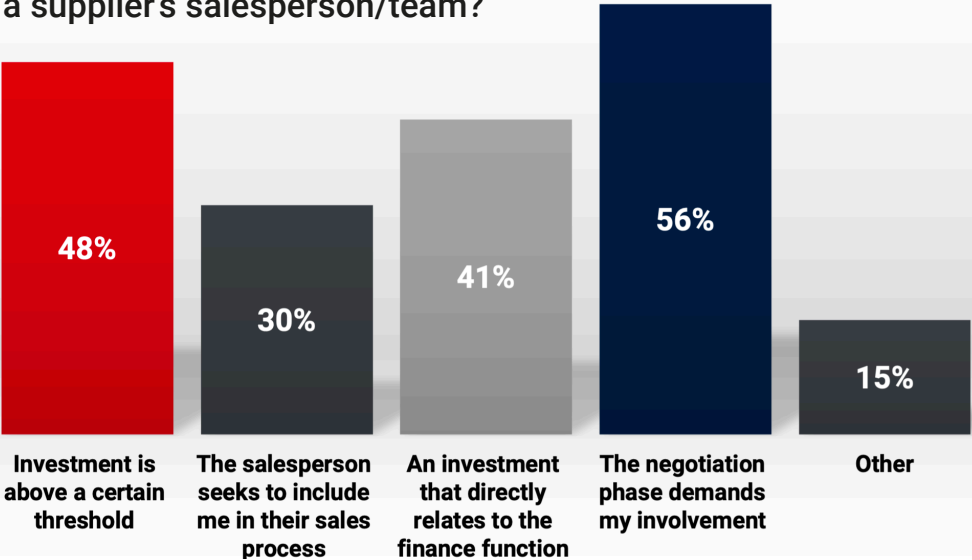 a supplier's salesperson/team?
48%
30%
41%
56%
15%
Investment is
above a certain
threshold
The salesperson
seeks to include
me in their sales
process
An investment
that directly
relates to the
finance function
The negotiation
phase demands
my involvement
Other